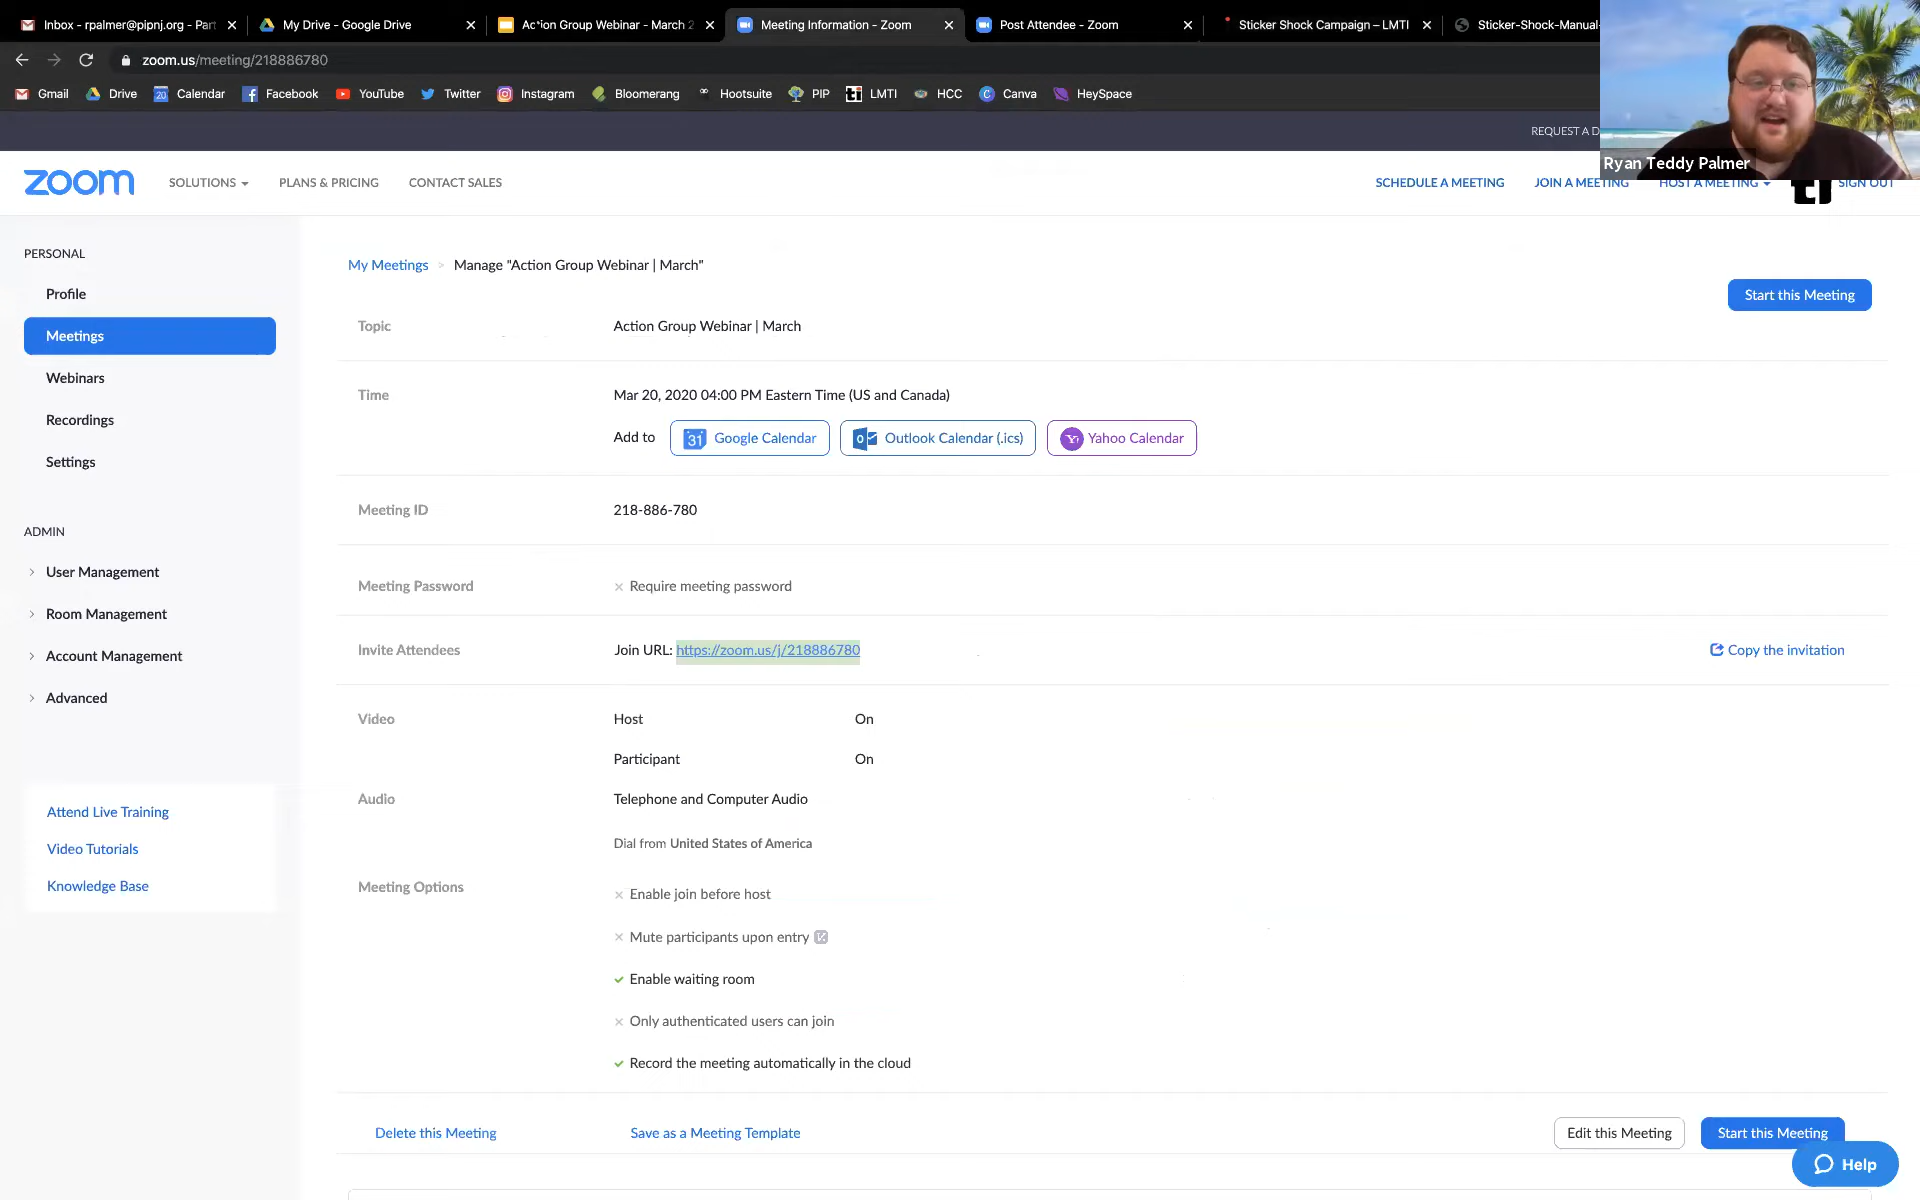 Inbox - rpalmer@pipnj.org - Part
My Drive - Google Drive
Action Group Webinar - March 2
Meeting Information - Zoom
Post Attendee - Zoom
Sticker Shock Campaign – LMTI
Sticker-Shock-Manual-
zoom.us/meeting/218886780
Gmail Drive Calendar Facebook YouTube Twitter Instagram Bloomerang Hootsuite PIP LMTI HCC Canva HeySpace
REQUEST A D
Ryan Teddy Palmer
zoom SOLUTIONS PLANS & PRICING CONTACT SALES SCHEDULE A MEETING JOIN A MEETING HOST A MEETING SIGN OUT
PERSONAL
Profile
Meetings
Webinars
Recordings
Settings
ADMIN
User Management
Room Management
Account Management
Advanced
Attend Live Training
Video Tutorials
Knowledge Base
My Meetings > Manage "Action Group Webinar | March"
Start this Meeting
Topic Action Group Webinar | March
Time Mar 20, 2020 04:00 PM Eastern Time (US and Canada)
Add to 31 Google Calendar Outlook Calendar (.ics) Yahoo Calendar
Meeting ID 218-886-780
Meeting Password × Require meeting password
Invite Attendees Join URL: https://zoom.us/j/218886780 Copy the invitation
Video Host On
Participant On
Audio Telephone and Computer Audio
Dial from United States of America
Meeting Options
× Enable join before host
× Mute participants upon entry
✓ Enable waiting room
× Only authenticated users can join
✓ Record the meeting automatically in the cloud
Delete this Meeting Save as a Meeting Template Edit this Meeting Start this Meeting
Help